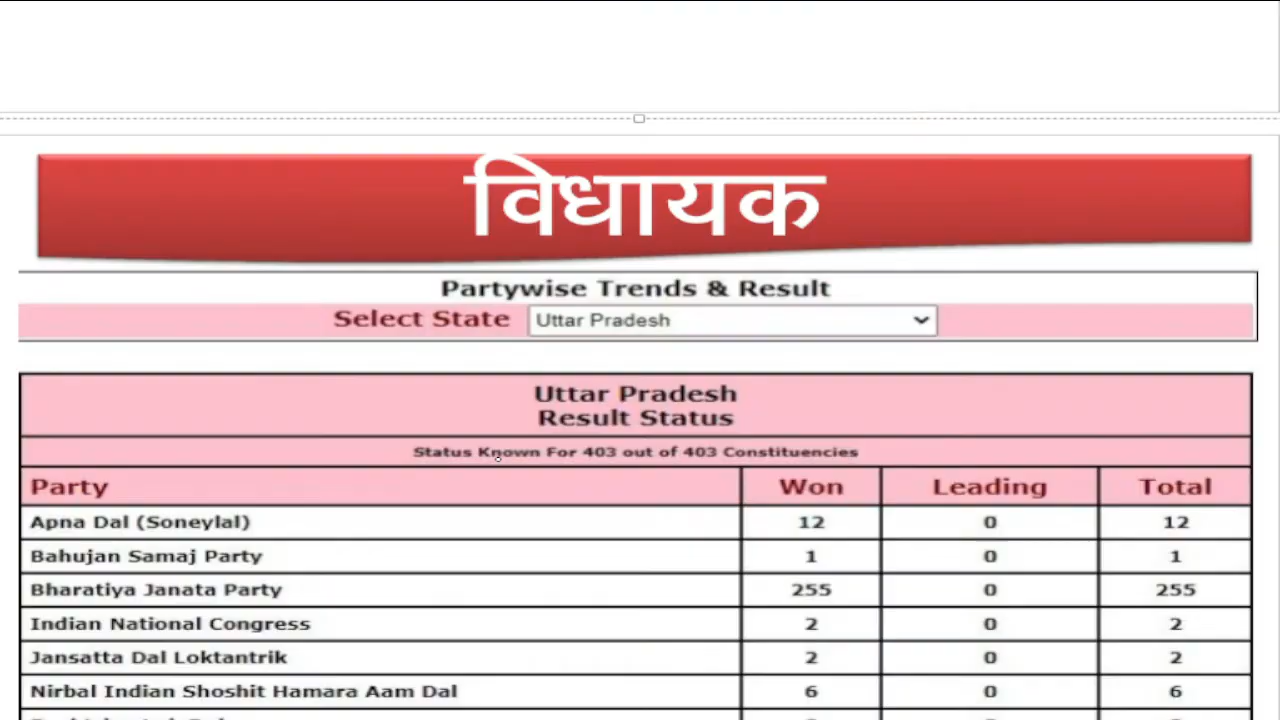 विधायक
Partywise Trends & Result
Select State Uttar Pradesh
Uttar Pradesh
Result Status
Status Known For 403 out of 403 Constituencies
Party Won Leading Total
Apna Dal (Soneylal) 12 0 12
Bahujan Samaj Party 1 0 1
Bharatiya Janata Party 255 0 255
Indian National Congress 2 0 2
Jansatta Dal Loktantrik 2 0 2
Nirbal Indian Shoshit Hamara Aam Dal 6 0 6